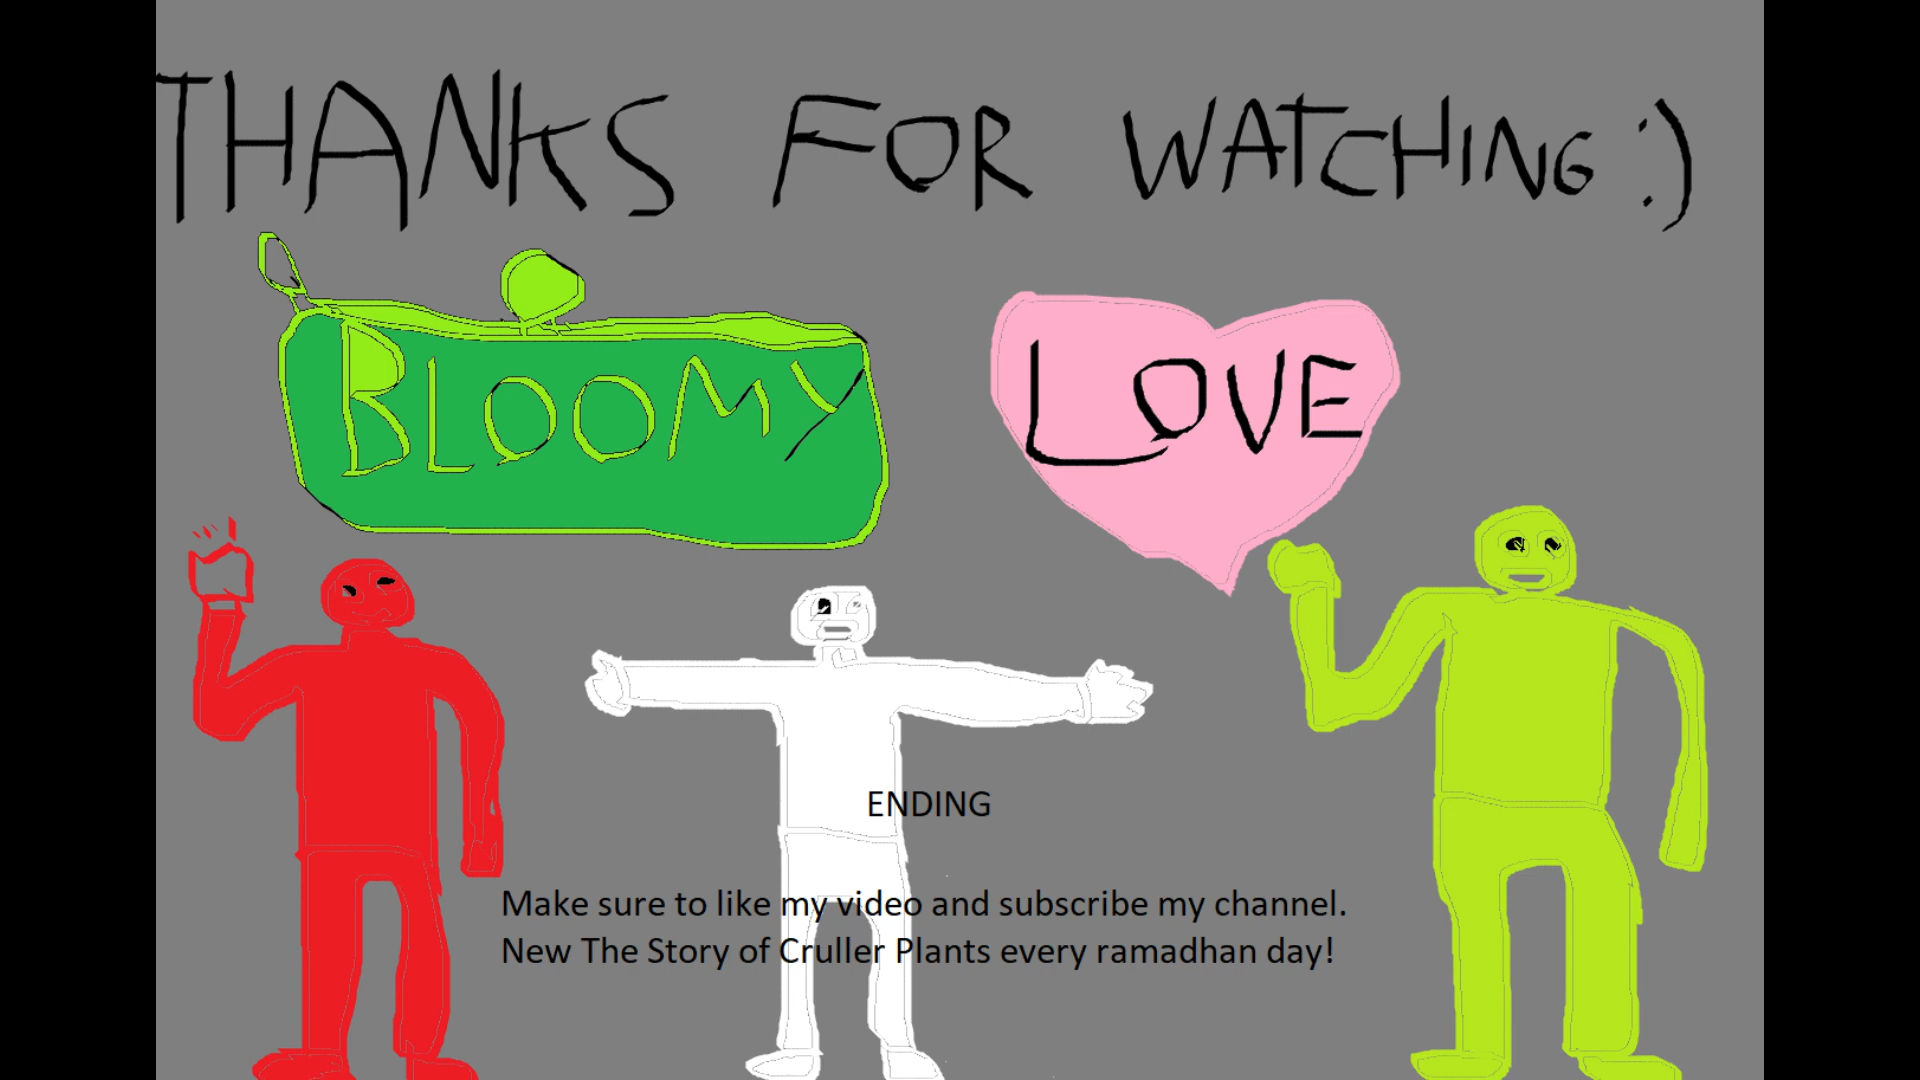 THANKS FOR WATCHING :)
BLOOMY
LOVE
ENDING
Make sure to like my video and subscribe my channel.
New The Story of Cruller Plants every ramadhan day!